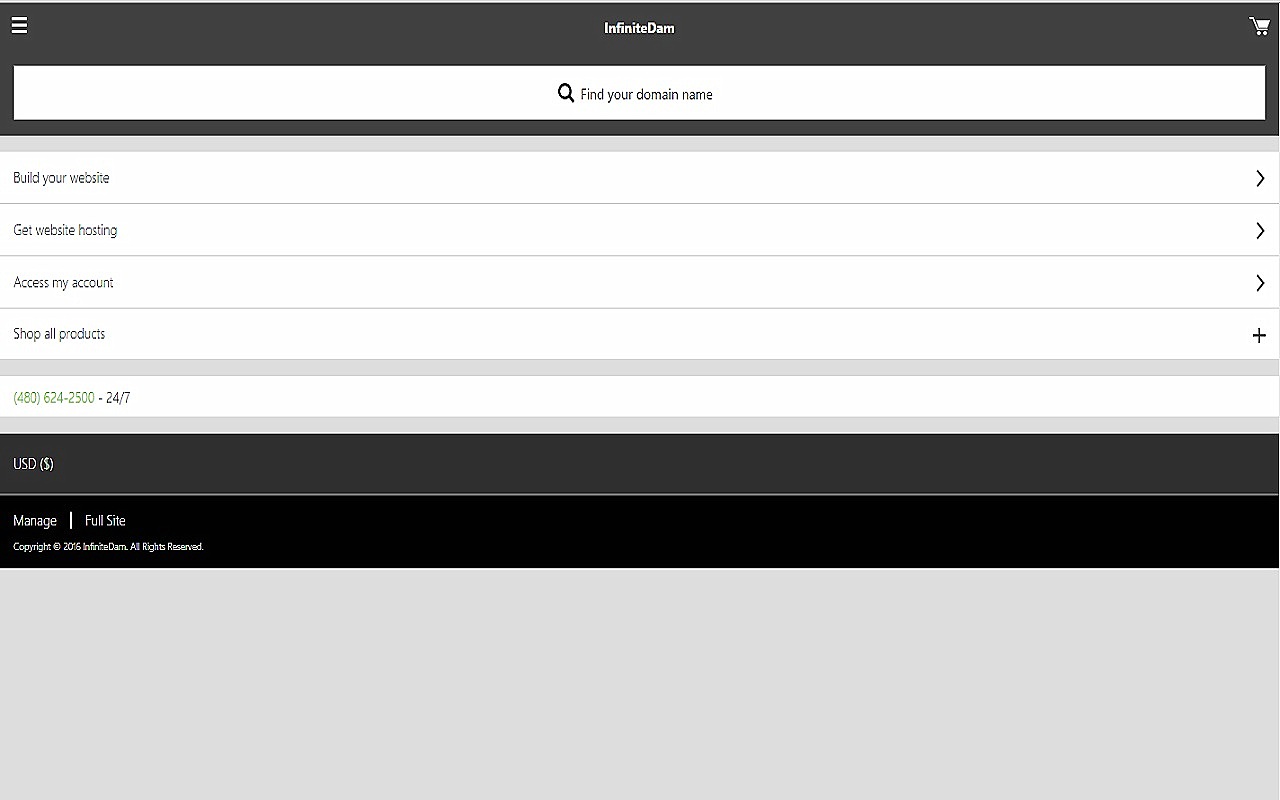 InfiniteDam
Find your domain name
Build your website
Get website hosting
Access my account
Shop all products
(480) 624-2500 - 24/7
USD ($)
Manage | Full Site
Copyright © 2016 InfiniteDam. All Rights Reserved.